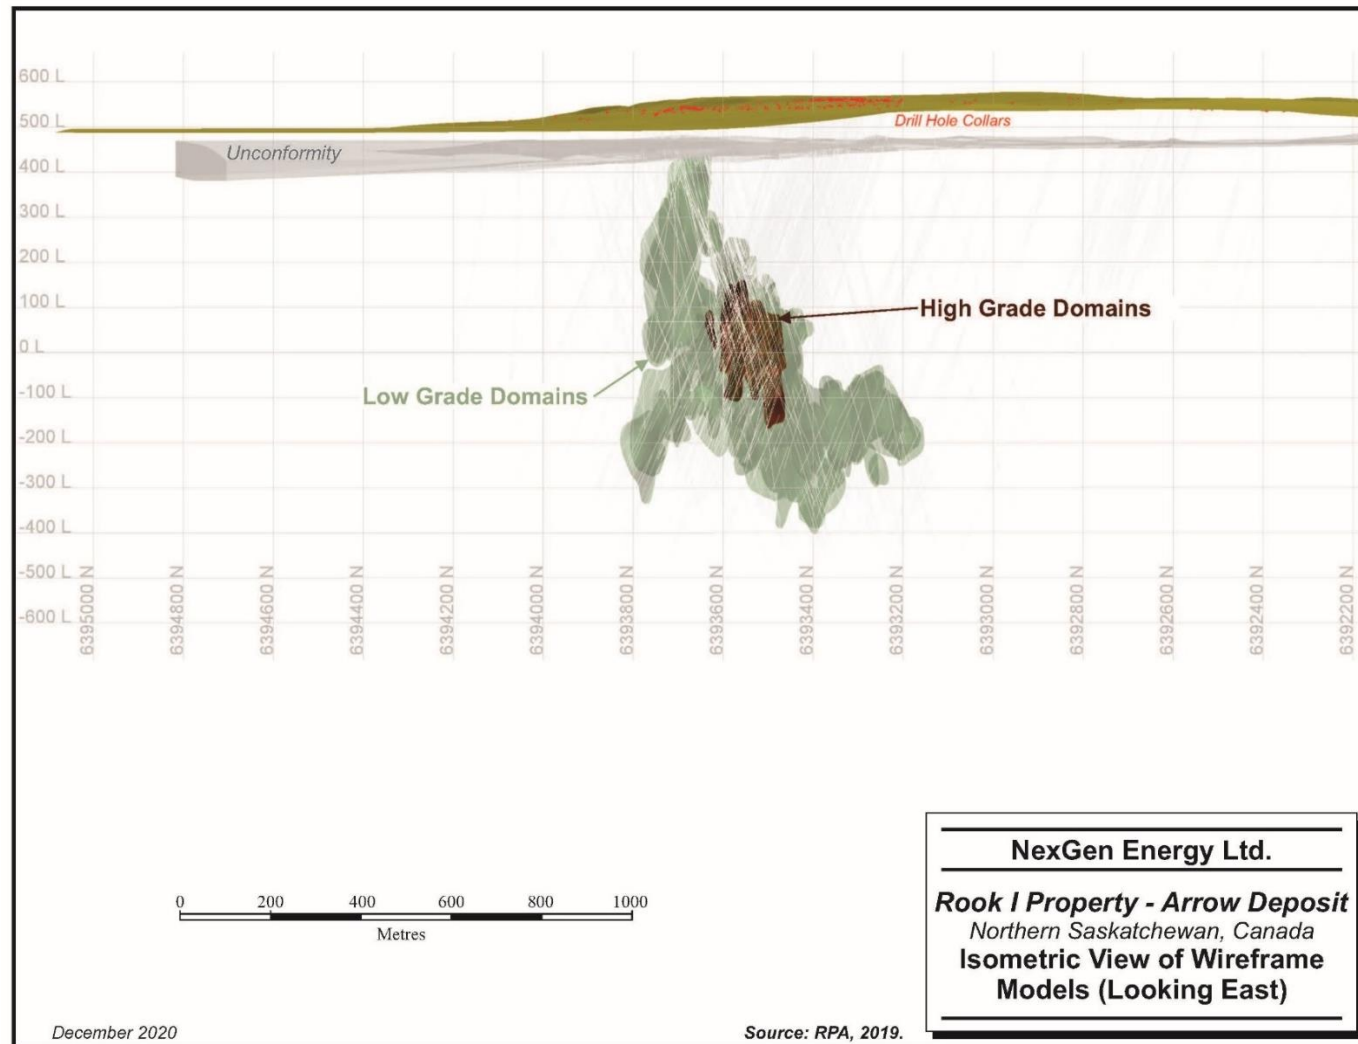 600 L
500 L
Drill Hole Collars
Unconformity
400 L
300 L
200 L
100 L
High Grade Domains
0 L
Low Grade Domains
-100 L
-200 L
-300 L
-400 L
-500 L
-600 L
6395000 N
6394800 N
6394600 N
6394400 N
6394200 N
6394000 N
6393800 N
6393600 N
6393400 N
6393200 N
6393000 N
6392800 N
6392600 N
6392400 N
6392200 N
0 200 400 600 800 1000
Metres
NexGen Energy Ltd.
Rook I Property - Arrow Deposit
Northern Saskatchewan, Canada
Isometric View of Wireframe
Models (Looking East)
December 2020
Source: RPA, 2019.